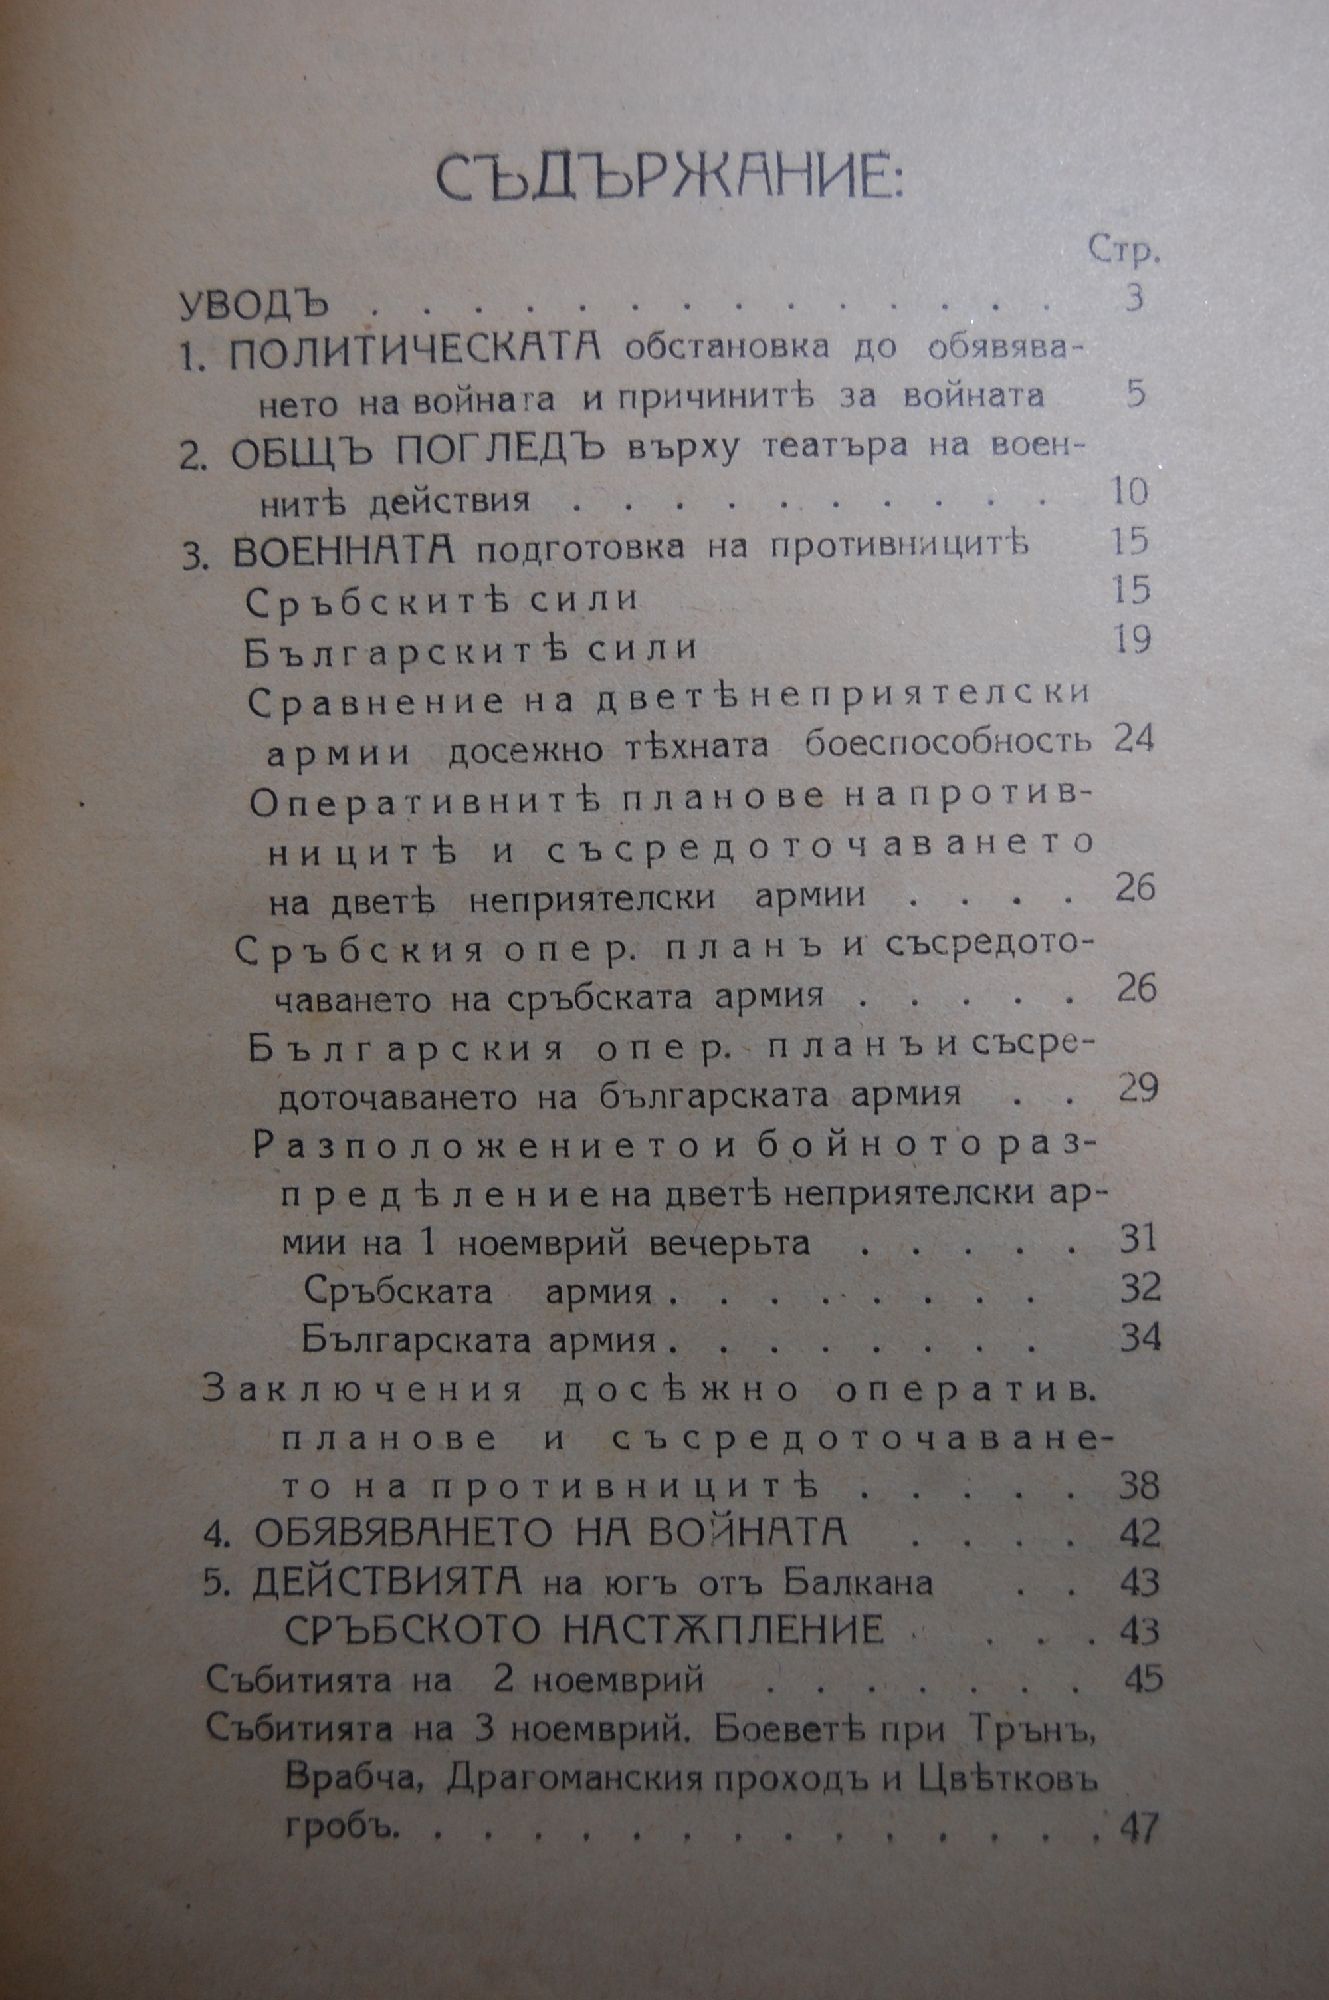 СЪДЪРЖАНИЕ:
Стр.
УВОДЪ . . . . . . . . . . . . . . 3
1. ПОЛИТИЧЕСКАТА обстановка до обявява-
нето на войната и причинитѣ за войната 5
2. ОБЩЪ ПОГЛЕДЪ върху театъра на воен-
нитѣ действия . . . . . . . . . . 10
3. ВОЕННАТА подготовка на противницитѣ 15
Сръбскитѣ сили 15
Българскитѣ сили 19
Сравнение на дветѣ неприятелски
армии досежно тѣхната боеспособность 24
Оперативнитѣ планове на против-
ницитѣ и съсредоточаването
на дветѣ неприятелски армии . . . . 26
Сръбския опер. планъ и съсредото-
чаването на сръбската армия . . . . . 26
Българския опер. планъ и съсре-
доточаването на българската армия . . 29
Разположението и бойното раз-
предѣление на дветѣ неприятелски ар-
мии на 1 ноемврий вечерьта . . . . . 31
Сръбската армия . . . . . . . . 32
Българската армия . . . . . . . . 34
Заключения досѣжно оператив.
планове и съсредоточаване-
то на противницитѣ . . . . . 38
4. ОБЯВЯВАНЕТО НА ВОЙНАТА . . . . 42
5. ДЕЙСТВИЯТА на югъ отъ Балкана . . 43
СРЪБСКОТО НАСТѪПЛЕНИЕ . . . . 43
Събитията на 2 ноемврий . . . . . . . 45
Събитията на 3 ноемврий. Боеветѣ при Трънъ,
Врабча, Драгоманския проходъ и Цвѣтковъ
гробъ. . . . . . . . . . . . . . . 47